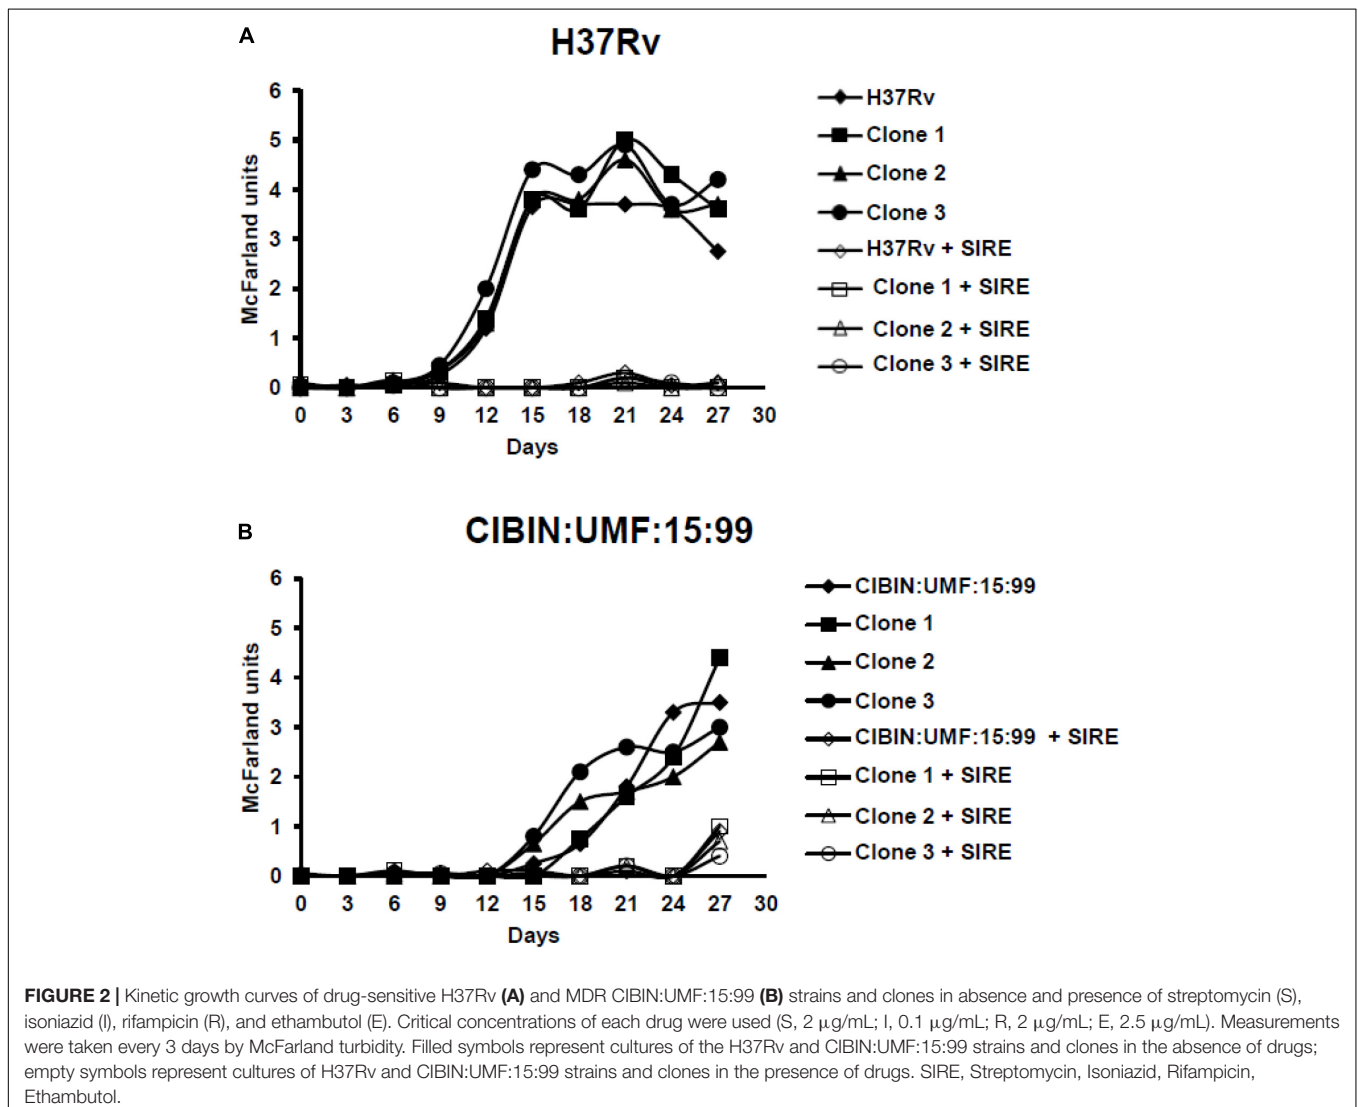 A
H37Rv
6
5
4
3
2
1
0
McFarland units
0 3 6 9 12 15 18 21 24 27 30
Days
H37Rv
Clone 1
Clone 2
Clone 3
H37Rv + SIRE
Clone 1 + SIRE
Clone 2 + SIRE
Clone 3 + SIRE
B
CIBIN:UMF:15:99
6
5
4
3
2
1
0
McFarland units
0 3 6 9 12 15 18 21 24 27 30
Days
CIBIN:UMF:15:99
Clone 1
Clone 2
Clone 3
CIBIN:UMF:15:99 + SIRE
Clone 1 + SIRE
Clone 2 + SIRE
Clone 3 + SIRE
FIGURE 2 | Kinetic growth curves of drug-sensitive H37Rv (A) and MDR CIBIN:UMF:15:99 (B) strains and clones in absence and presence of streptomycin (S),
isoniazid (I), rifampicin (R), and ethambutol (E). Critical concentrations of each drug were used (S, 2 μg/mL; I, 0.1 μg/mL; R, 2 μg/mL; E, 2.5 μg/mL). Measurements
were taken every 3 days by McFarland turbidity. Filled symbols represent cultures of the H37Rv and CIBIN:UMF:15:99 strains and clones in the absence of drugs;
empty symbols represent cultures of H37Rv and CIBIN:UMF:15:99 strains and clones in the presence of drugs. SIRE, Streptomycin, Isoniazid, Rifampicin,
Ethambutol.